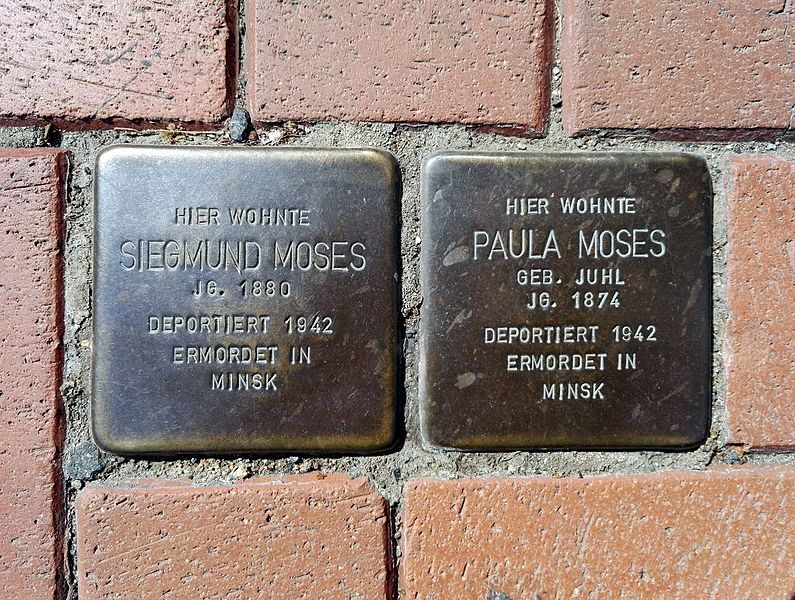 HIER WOHNTE
SIEGMUND MOSES
JG. 1880
DEPORTIERT 1942
ERMORDET IN
MINSK
HIER WOHNTE
PAULA MOSES
GEB. JUHL
JG. 1874
DEPORTIERT 1942
ERMORDET IN
MINSK